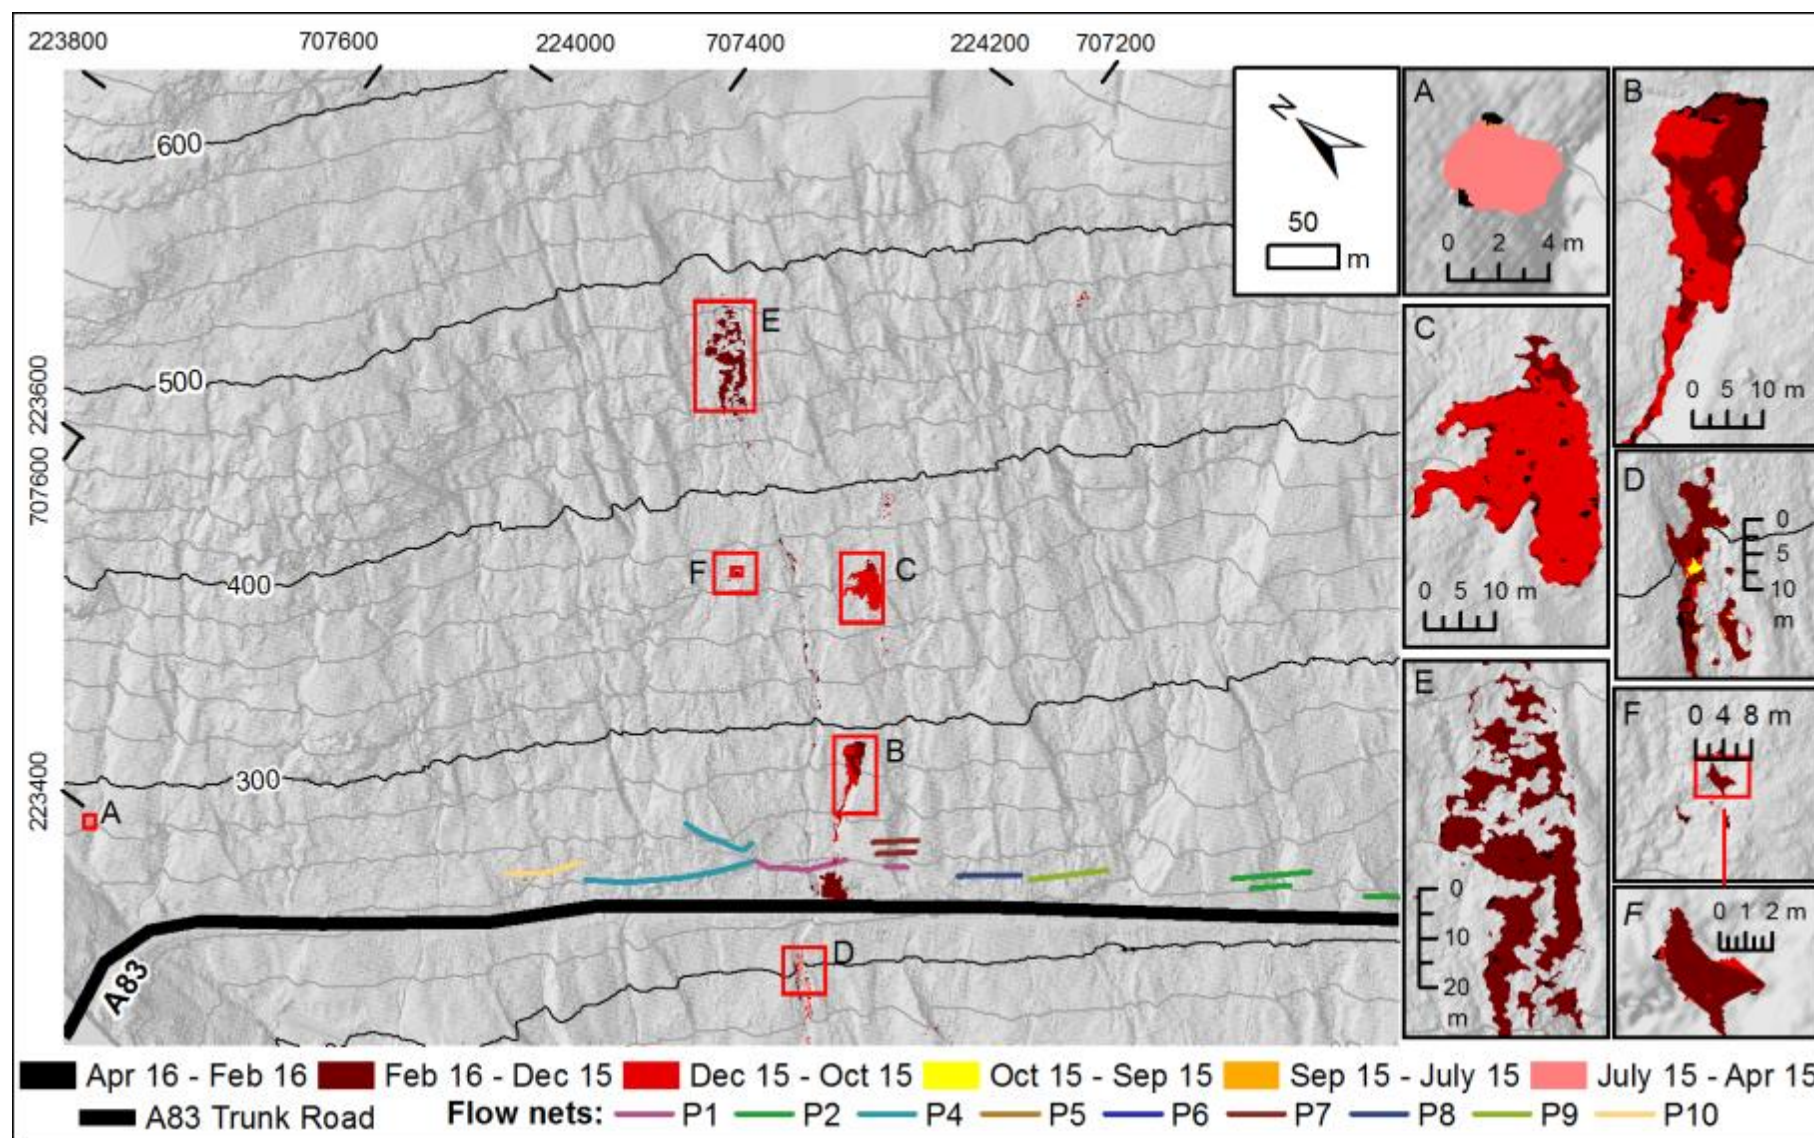 223800 707600 224000 707400 224200 707200
600
500
400
300
223600
707600
223400
E
F
C
B
A
D
A83
N
50
m
A
0 2 4 m
B
0 5 10 m
C
0 5 10 m
D
0
5
10
m
E
0
10
20
m
F
0 4 8 m
F
0 1 2 m
Apr 16 - Feb 16 Feb 16 - Dec 15 Dec 15 - Oct 15 Oct 15 - Sep 15 Sep 15 - July 15 July 15 - Apr 15
A83 Trunk Road Flow nets: P1 P2 P4 P5 P6 P7 P8 P9 P10